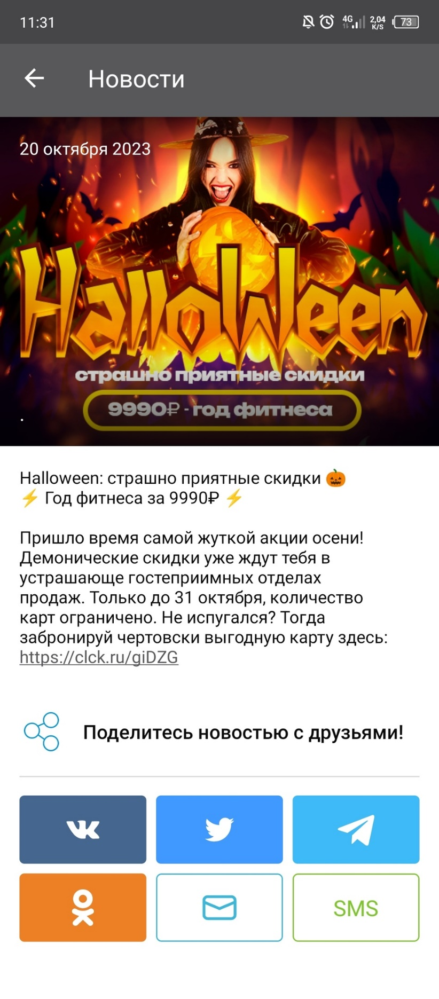 11:31
4G
2,04
K/S
73
Новости
20 октября 2023
Halloween
страшно приятные скидки
9990₽ - год фитнеса
.
Halloween: страшно приятные скидки 🎃
⚡ Год фитнеса за 9990₽ ⚡
Пришло время самой жуткой акции осени!
Демонические скидки уже ждут тебя в
устрашающе гостеприимных отделах
продаж. Только до 31 октября, количество
карт ограничено. Не испугался? Тогда
забронируй чертовски выгодную карту здесь:
https://clck.ru/giDZG
Поделитесь новостью с друзьями!
SMS